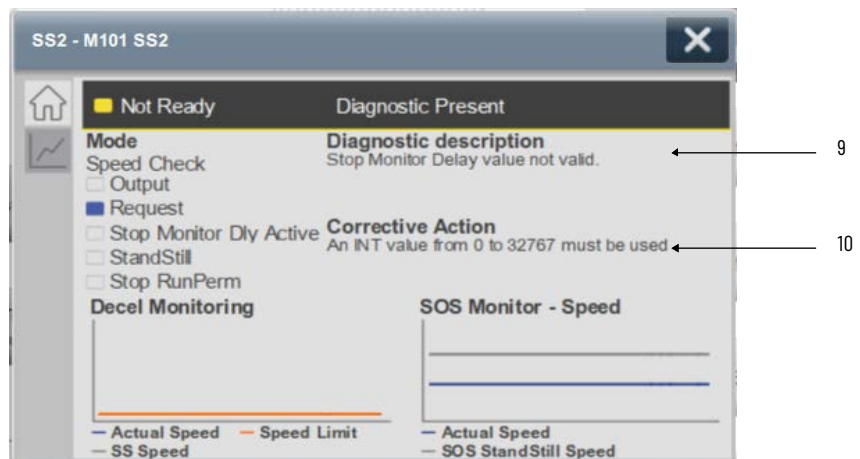 SS2 - M101 SS2
Not Ready
Diagnostic Present
Mode
Speed Check
Output
Request
Stop Monitor Dly Active
StandStill
Stop RunPerm
Diagnostic description
Stop Monitor Delay value not valid.
9
Corrective Action
An INT value from 0 to 32767 must be used
10
Decel Monitoring
Actual Speed
Speed Limit
SS Speed
SOS Monitor - Speed
Actual Speed
SOS StandStill Speed